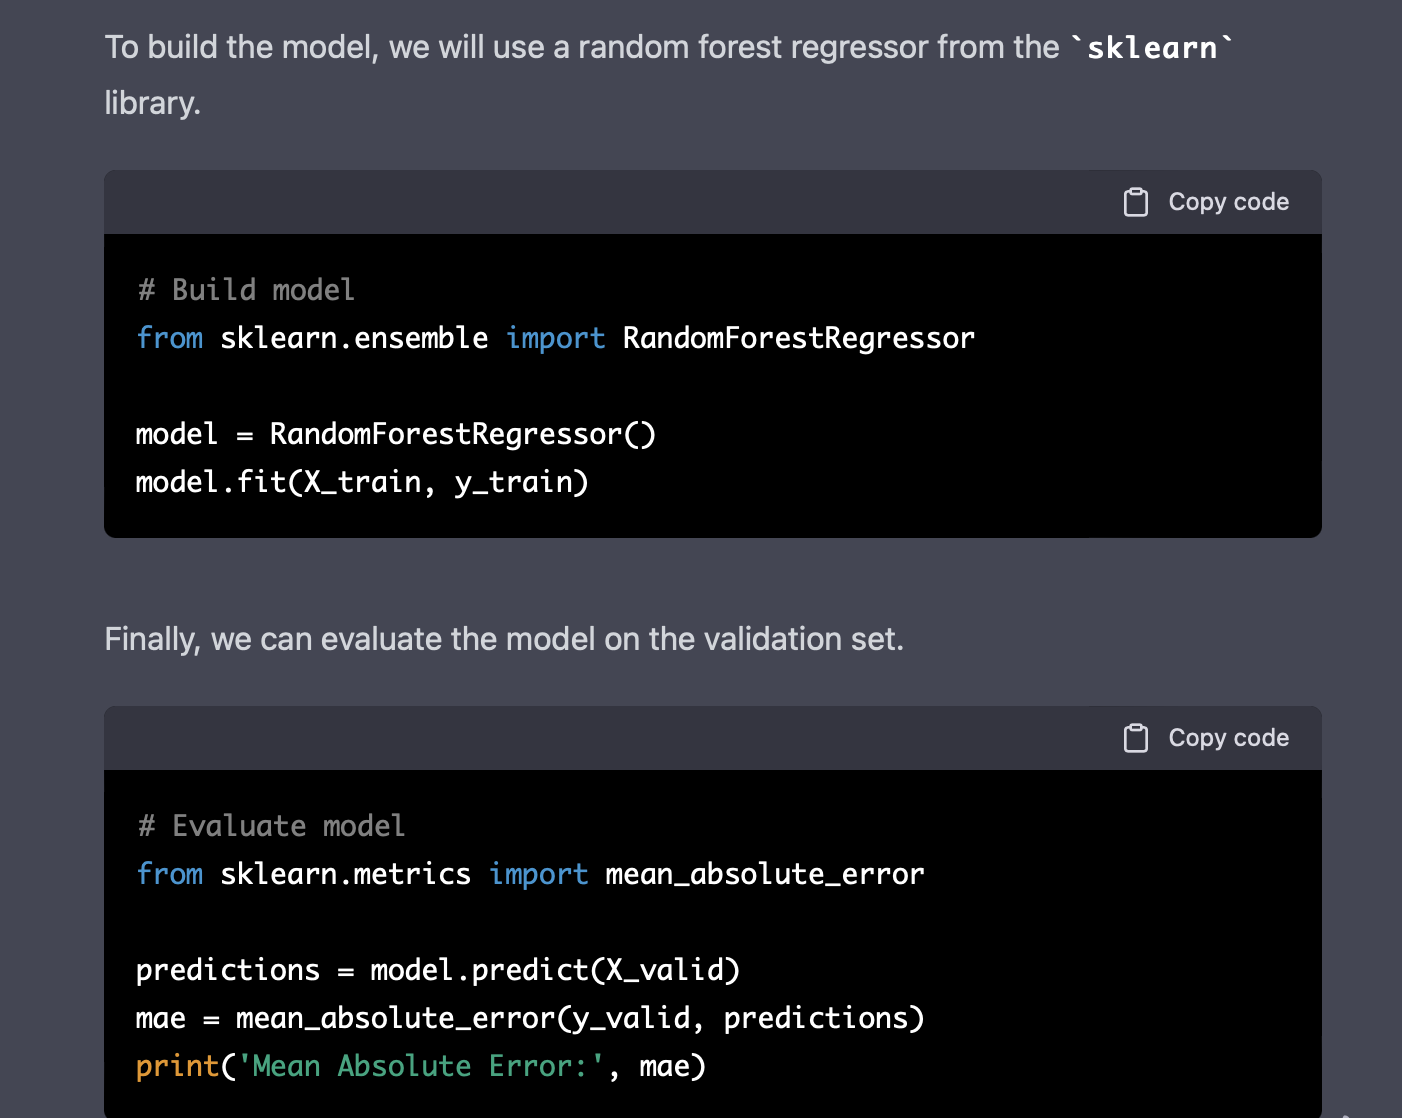 To build the model, we will use a random forest regressor from the `sklearn`
library.
Copy code
# Build model
from sklearn.ensemble import RandomForestRegressor
model = RandomForestRegressor()
model.fit(X_train, y_train)
Finally, we can evaluate the model on the validation set.
Copy code
# Evaluate model
from sklearn.metrics import mean_absolute_error
predictions = model.predict(X_valid)
mae = mean_absolute_error(y_valid, predictions)
print('Mean Absolute Error:', mae)